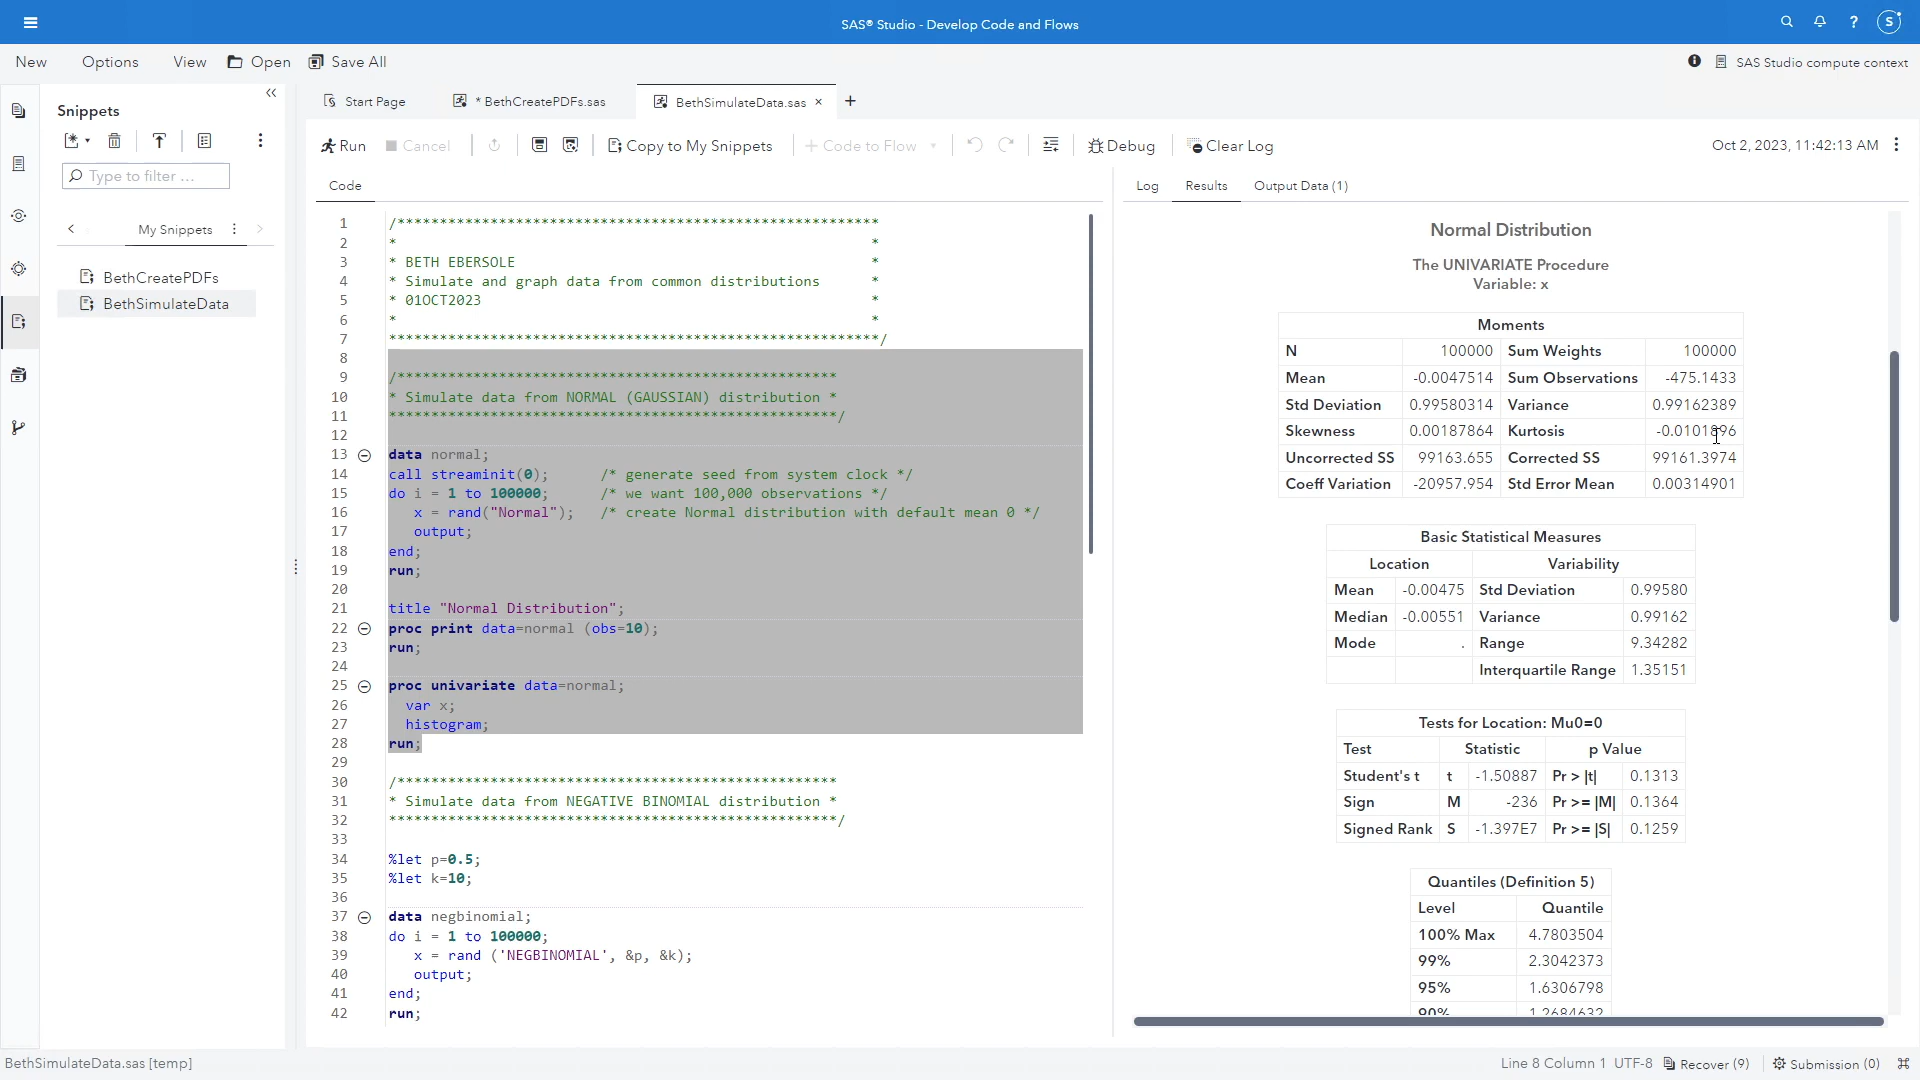 SAS® Studio - Develop Code and Flows
S
New Options View Open Save All
SAS Studio compute context
Snippets
Type to filter ...
My Snippets
BethCreatePDFs
BethSimulateData
Start Page
* BethCreatePDFs.sas
BethSimulateData.sas ×
Run Cancel Copy to My Snippets Code to Flow Debug Clear Log
Oct 2, 2023, 11:42:13 AM
Code
1 /*********************************************************
2 * *
3 * BETH EBERSOLE *
4 * Simulate and graph data from common distributions *
5 * 01OCT2023 *
6 * *
7 *********************************************************/
8
9 /****************************************************
10 * Simulate data from NORMAL (GAUSSIAN) distribution *
11 *****************************************************/
12
13 data normal;
14 call streaminit(0); /* generate seed from system clock */
15 do i = 1 to 100000; /* we want 100,000 observations */
16 x = rand("Normal"); /* create Normal distribution with default mean 0 */
17 output;
18 end;
19 run;
20
21 title "Normal Distribution";
22 proc print data=normal (obs=10);
23 run;
24
25 proc univariate data=normal;
26 var x;
27 histogram;
28 run;
29
30 /****************************************************
31 * Simulate data from NEGATIVE BINOMIAL distribution *
32 *****************************************************/
33
34 %let p=0.5;
35 %let k=10;
36
37 data negbinomial;
38 do i = 1 to 100000;
39 x = rand ('NEGBINOMIAL', &p, &k);
40 output;
41 end;
42 run;
Log Results Output Data (1)
Normal Distribution
The UNIVARIATE Procedure
Variable: x
Moments
N 100000 Sum Weights 100000
Mean -0.0047514 Sum Observations -475.1433
Std Deviation 0.99580314 Variance 0.99162389
Skewness 0.00187864 Kurtosis -0.0101896
Uncorrected SS 99163.655 Corrected SS 99161.3974
Coeff Variation -20957.954 Std Error Mean 0.00314901
Basic Statistical Measures
Location Variability
Mean -0.00475 Std Deviation 0.99580
Median -0.00551 Variance 0.99162
Mode . Range 9.34282
Interquartile Range 1.35151
Tests for Location: Mu0=0
Test Statistic p Value
Student's t t -1.50887 Pr > |t| 0.1313
Sign M -236 Pr >= |M| 0.1364
Signed Rank S -1.397E7 Pr >= |S| 0.1259
Quantiles (Definition 5)
Level Quantile
100% Max 4.7803504
99% 2.3042373
95% 1.6306798
90% 1.2684632
BethSimulateData.sas [temp]
Line 8 Column 1 UTF-8 Recover (9) Submission (0)